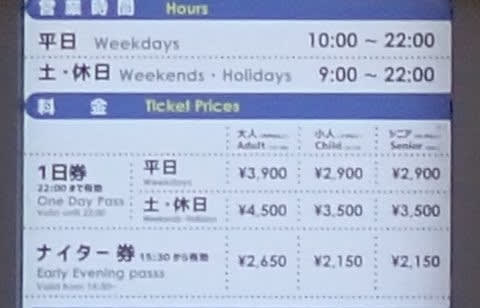 営業時間 Hours
平日 Weekdays 10:00 ~ 22:00
土・休日 Weekends・Holidays 9:00 ~ 22:00
料金 Ticket Prices
大人 小人 シニア
Adult Child Senior
1日券 平日 ¥3,900 ¥2,900 ¥2,900
22:00まで有効 Weekdays
One Day Pass 土・休日 ¥4,500 ¥3,500 ¥3,500
Valid until 22:00 Weekends・Holidays
ナイター券 15:30から有効 ¥2,650 ¥2,150 ¥2,150
Early Evening passs
Valid from